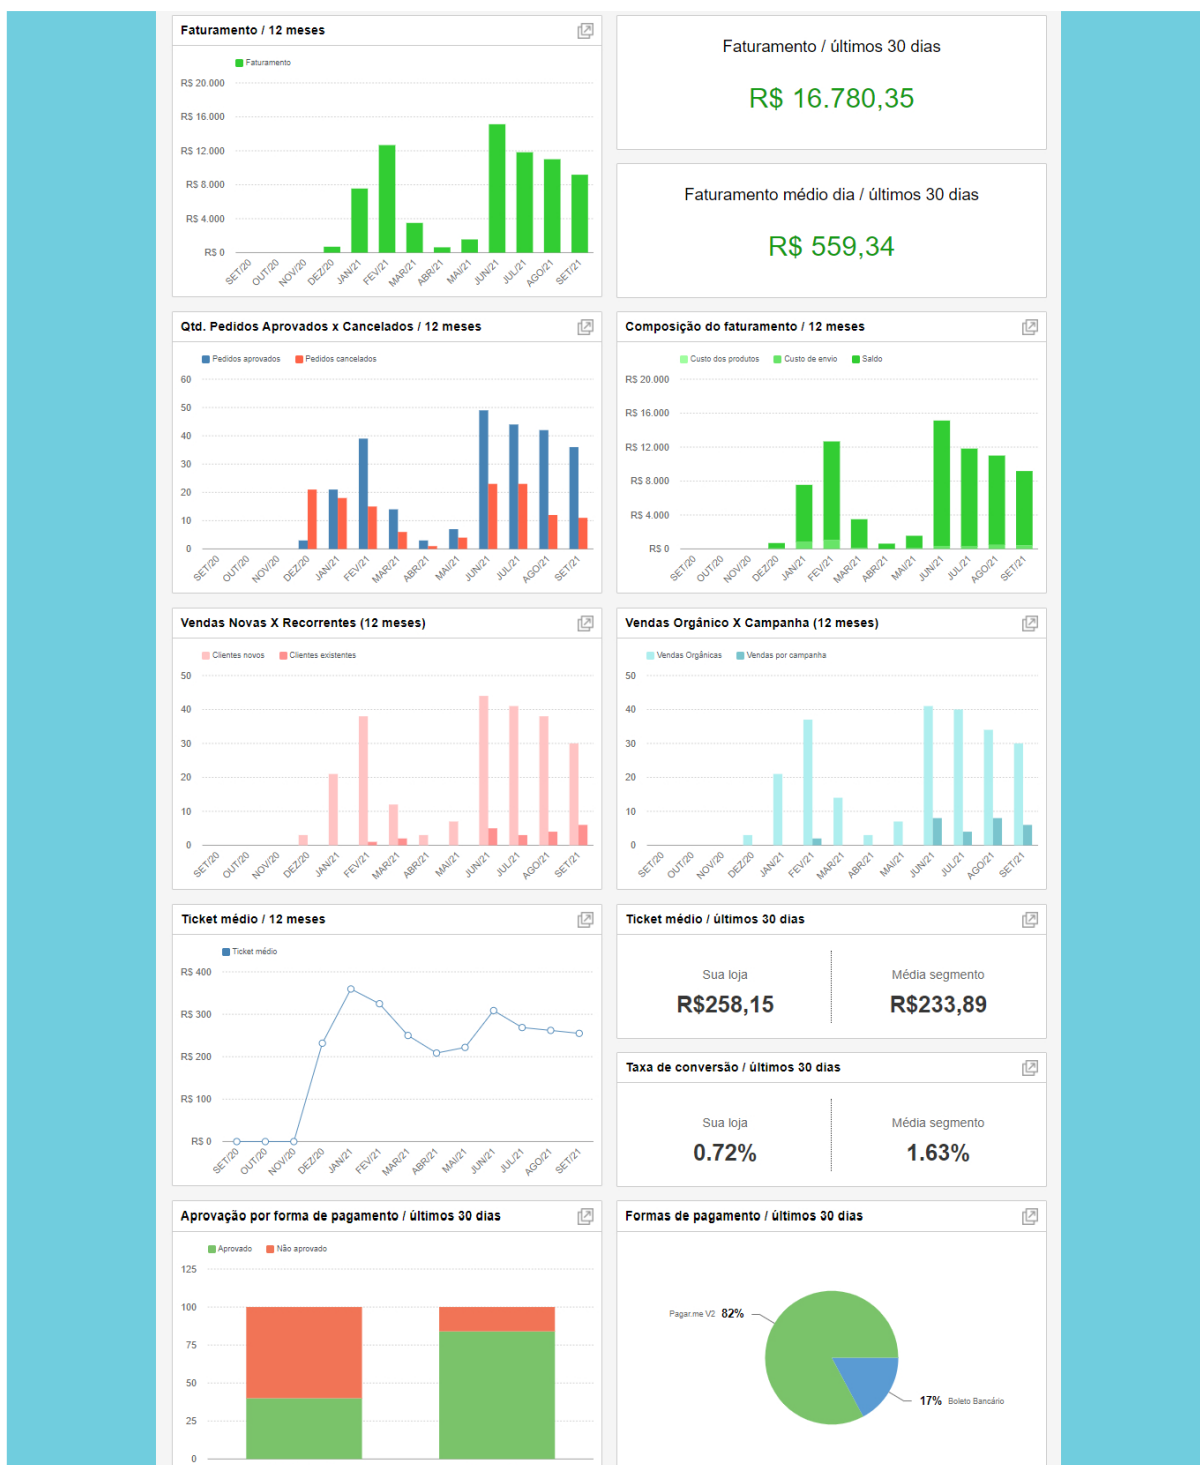 Faturamento / 12 meses
Faturamento
R$ 20.000
R$ 16.000
R$ 12.000
R$ 8.000
R$ 4.000
R$ 0
SET/20 OUT/20 NOV/20 DEZ/20 JAN/21 FEV/21 MAR/21 ABR/21 MAI/21 JUN/21 JUL/21 AGO/21 SET/21
Faturamento / últimos 30 dias
R$ 16.780,35
Faturamento médio dia / últimos 30 dias
R$ 559,34
Qtd. Pedidos Aprovados x Cancelados / 12 meses
Pedidos aprovados Pedidos cancelados
60
50
40
30
20
10
0
SET/20 OUT/20 NOV/20 DEZ/20 JAN/21 FEV/21 MAR/21 ABR/21 MAI/21 JUN/21 JUL/21 AGO/21 SET/21
Composição do faturamento / 12 meses
Custo dos produtos Custo de envio Saldo
R$ 20.000
R$ 16.000
R$ 12.000
R$ 8.000
R$ 4.000
R$ 0
SET/20 OUT/20 NOV/20 DEZ/20 JAN/21 FEV/21 MAR/21 ABR/21 MAI/21 JUN/21 JUL/21 AGO/21 SET/21
Vendas Novas X Recorrentes (12 meses)
Clientes novos Clientes existentes
50
40
30
20
10
0
SET/20 OUT/20 NOV/20 DEZ/20 JAN/21 FEV/21 MAR/21 ABR/21 MAI/21 JUN/21 JUL/21 AGO/21 SET/21
Vendas Orgânico X Campanha (12 meses)
Vendas Orgânicas Vendas por campanha
50
40
30
20
10
0
SET/20 OUT/20 NOV/20 DEZ/20 JAN/21 FEV/21 MAR/21 ABR/21 MAI/21 JUN/21 JUL/21 AGO/21 SET/21
Ticket médio / 12 meses
Ticket médio
R$ 400
R$ 300
R$ 200
R$ 100
R$ 0
SET/20 OUT/20 NOV/20 DEZ/20 JAN/21 FEV/21 MAR/21 ABR/21 MAI/21 JUN/21 JUL/21 AGO/21 SET/21
Ticket médio / últimos 30 dias
Sua loja Média segmento
R$258,15 R$233,89
Taxa de conversão / últimos 30 dias
Sua loja Média segmento
0.72% 1.63%
Aprovação por forma de pagamento / últimos 30 dias
Aprovado Não aprovado
125
100
75
50
25
0
Formas de pagamento / últimos 30 dias
Pagar.me V2 82%
17% Boleto Bancário